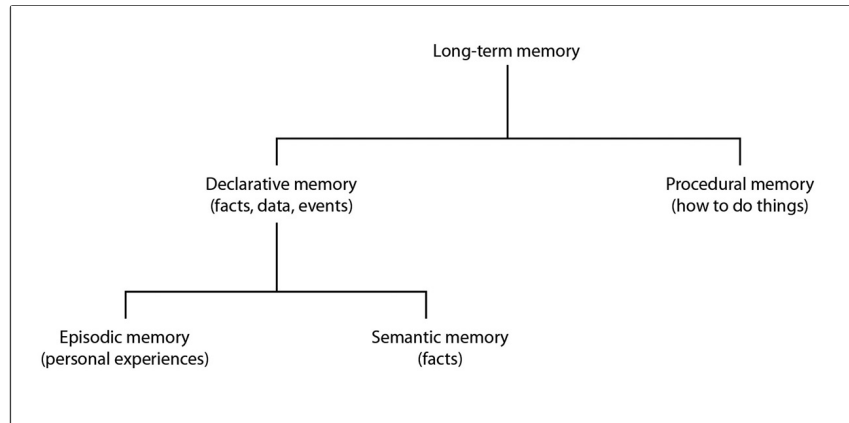 Long-term memory
Declarative memory
(facts, data, events)
Procedural memory
(how to do things)
Episodic memory
(personal experiences)
Semantic memory
(facts)